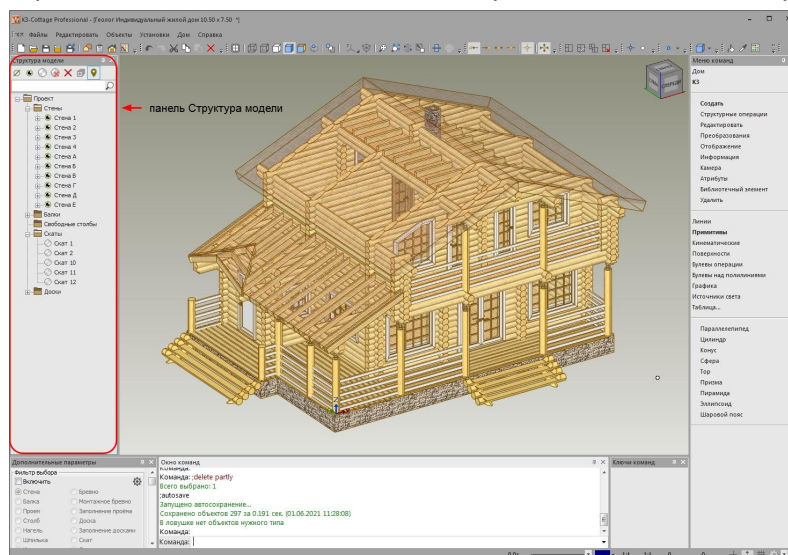 K3-Cottage Professional - [Геолог Индивидуальный жилой дом 10.50 x 7.50 *]
Файлы Редактировать Объекты Установки Дом Справка
Структура модели
Проект
Стены
Стена 1
Стена 2
Стена 3
Стена 4
Стена А
Стена Б
Стена В
Стена Г
Стена Д
Стена Е
Балки
Свободные столбы
Скаты
Скат 1
Скат 2
Скат 10
Скат 11
Скат 12
Доски
панель Структура модели
Меню команд
Дом
К3
Создать
Структурные операции
Редактировать
Преобразования
Отображение
Информация
Камера
Атрибуты
Библиотечный элемент
Удалить
Линии
Примитивы
Кинематические
Поверхности
Булевы операции
Булевы над полилиниями
Графика
Источники света
Таблица...
Параллелепипед
Цилиндр
Конус
Сфера
Тор
Призма
Пирамида
Эллипсоид
Шаровой пояс
Дополнительные параметры
Фильтр выбора
Включить
Стена
Бревно
Балка
Монтажное бревно
Проем
Заполнение проёма
Столб
Доска
Нагель
Заполнение досками
Шпилька
Скат
Окно команд
Команда:
Команда: ;delete partly
Всего выбрано: 1
;autosave
Запущено автосохранение...
Сохранено объектов 297 за 0.191 сек. (01.06.2021 11:28:08)
В ловушке нет объектов нужного типа
Команда:
Команда:
Ключи команд